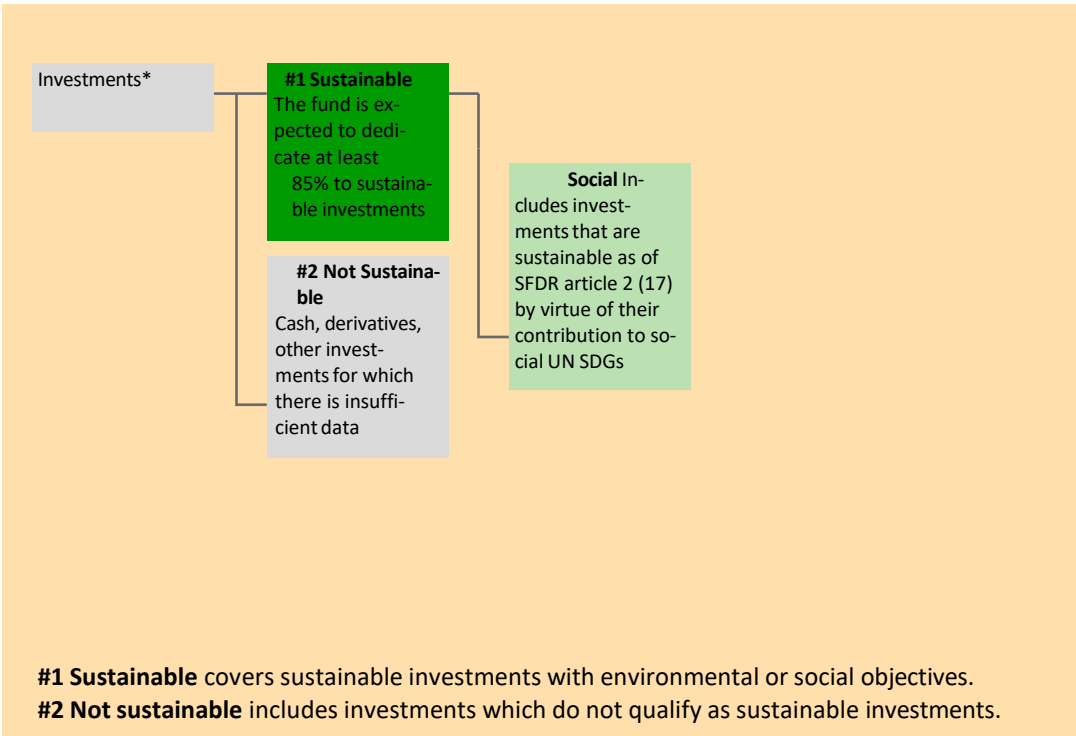 Investments*
#1 Sustainable
The fund is ex-
pected to dedi-
cate at least
85% to sustaina-
ble investments
#2 Not Sustaina-
ble
Cash, derivatives,
other invest-
ments for which
there is insuffi-
cient data
Social In-
cludes invest-
ments that are
sustainable as of
SFDR article 2 (17)
by virtue of their
contribution to so-
cial UN SDGs
#1 Sustainable covers sustainable investments with environmental or social objectives.
#2 Not sustainable includes investments which do not qualify as sustainable investments.